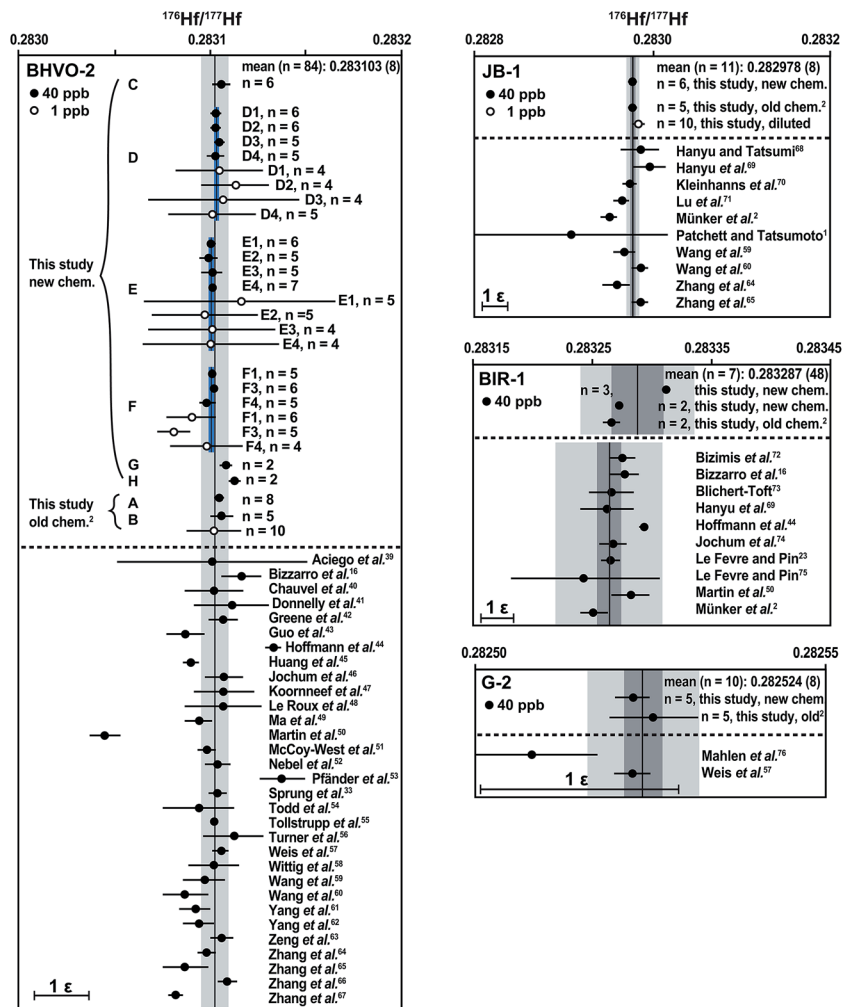 176Hf/177Hf
0.2830 0.2831 0.2832
BHVO-2
40 ppb
1 ppb
mean (n = 84): 0.283103 (8)
C
n = 6
D1, n = 6
D2, n = 6
D3, n = 5
D
D4, n = 5
D1, n = 4
D2, n = 4
D3, n = 4
D4, n = 5
This study
new chem.
E1, n = 6
E2, n = 5
E3, n = 5
E
E4, n = 7
E1, n = 5
E2, n =5
E3, n = 4
E4, n = 4
F1, n = 5
F3, n = 6
F
F4, n = 5
F1, n = 6
F3, n = 5
F4, n = 4
G
n = 2
H
n = 2
This study
old chem.2
A
n = 8
B
n = 5
n = 10
Aciego et al.39
Bizzarro et al.16
Chauvel et al.40
Donnelly et al.41
Greene et al.42
Guo et al.43
Hoffmann et al.44
Huang et al.45
Jochum et al.46
Koornneef et al.47
Le Roux et al.48
Ma et al.49
Martin et al.50
McCoy-West et al.51
Nebel et al.52
Pfänder et al.53
Sprung et al.33
Todd et al.54
Tollstrupp et al.55
Turner et al.56
Weis et al.57
Wittig et al.58
Wang et al.59
Wang et al.60
Yang et al.61
Yang et al.62
Zeng et al.63
Zhang et al.64
Zhang et al.65
Zhang et al.66
Zhang et al.67
1 ε
176Hf/177Hf
0.2828 0.2830 0.2832
JB-1
40 ppb
1 ppb
mean (n = 11): 0.282978 (8)
n = 6, this study, new chem.
n = 5, this study, old chem.2
n = 10, this study, diluted
Hanyu and Tatsumi68
Hanyu et al.69
Kleinhanns et al.70
Lu et al.71
Münker et al.2
Patchett and Tatsumoto1
Wang et al.59
Wang et al.60
Zhang et al.64
Zhang et al.65
1 ε
0.28315 0.28325 0.28335 0.28345
BIR-1
40 ppb
mean (n = 7): 0.283287 (48)
n = 3, this study, new chem.
n = 2, this study, new chem.
n = 2, this study, old chem.2
Bizimis et al.72
Bizzarro et al.16
Blichert-Toft73
Hanyu et al.69
Hoffmann et al.44
Jochum et al.74
Le Fevre and Pin23
Le Fevre and Pin75
Martin et al.50
Münker et al.2
1 ε
0.28250 0.28255
G-2
40 ppb
mean (n = 10): 0.282524 (8)
n = 5, this study, new chem
n = 5, this study, old2
Mahlen et al.76
Weis et al.57
1 ε